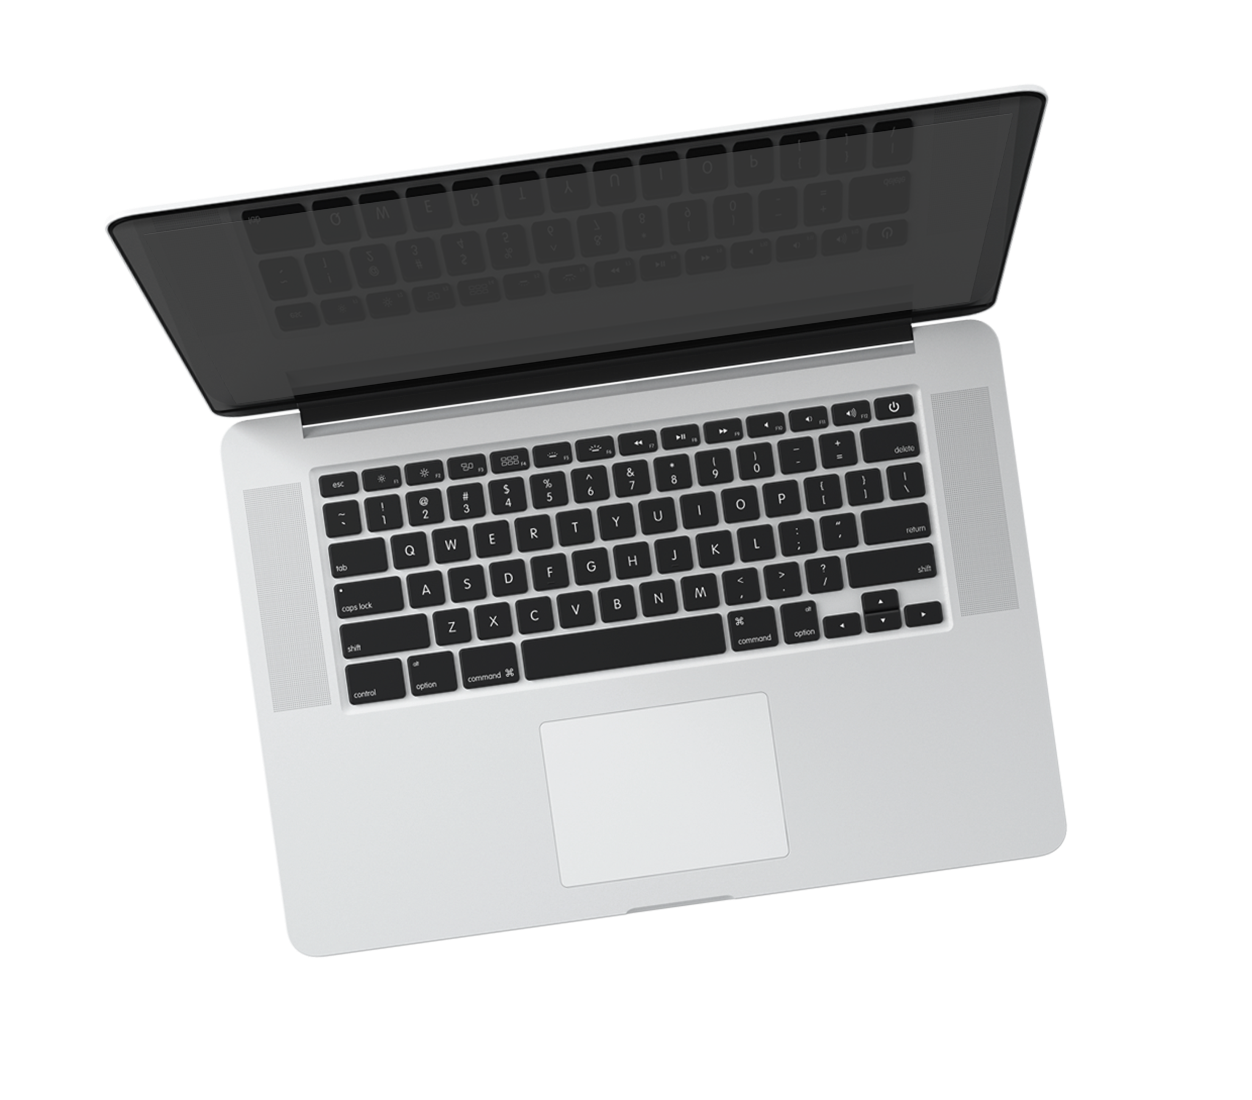 esc F1 F2 F3 F4 F5 F6 F7 F8 F9 F10 F11 F12
~ ! @ # $ % ^ & * ( ) _ + delete
` 1 2 3 4 5 6 7 8 9 0 - =
tab Q W E R T Y U I O P { } |
[ ] \
caps lock A S D F G H J K L : " return
; '
shift Z X C V B N M < > ? shift
, . /
alt ⌘ alt
control option command ⌘ command option